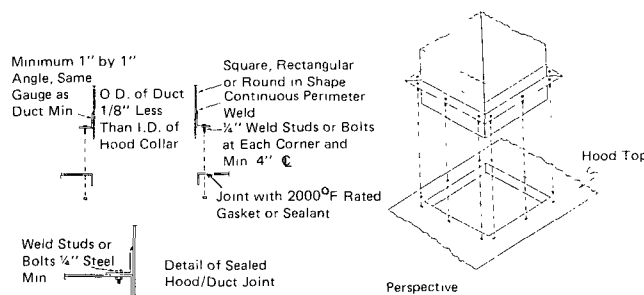 Minimum 1" by 1"
Angle, Same
Gauge as
Duct Min
O D. of Duct
1/8" Less
Than I.D. of
Hood Collar
Square, Rectangular
or Round in Shape
Continuous Perimeter
Weld
¼" Weld Studs or Bolts
at Each Corner and
Min 4" ℄
Joint with 2000°F Rated
Gasket or Sealant
Hood Top
Weld Studs or
Bolts ¼" Steel
Min
Detail of Sealed
Hood/Duct Joint
Perspective